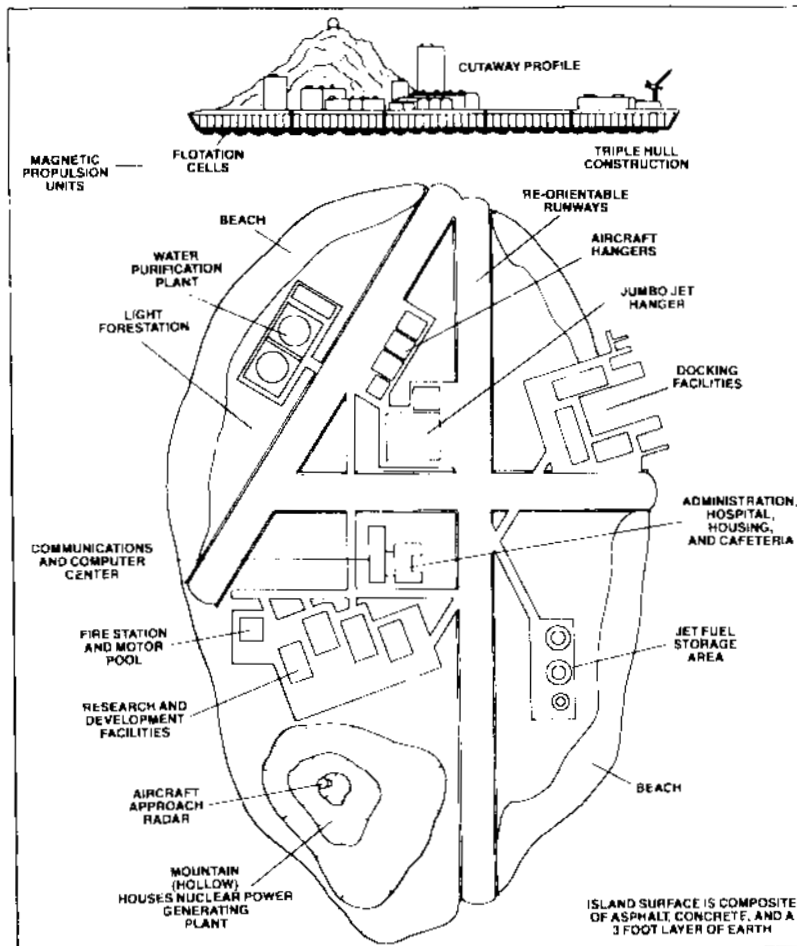 CUTAWAY PROFILE
FLOTATION
CELLS
TRIPLE HULL
CONSTRUCTION
MAGNETIC
PROPULSION
UNITS
RE-ORIENTABLE
RUNWAYS
BEACH
AIRCRAFT
HANGERS
WATER
PURIFICATION
PLANT
JUMBO JET
HANGER
LIGHT
FORESTATION
DOCKING
FACILITIES
ADMINISTRATION,
HOSPITAL,
HOUSING,
AND CAFETERIA
COMMUNICATIONS
AND COMPUTER
CENTER
FIRE STATION
AND MOTOR
POOL
JET FUEL
STORAGE
AREA
RESEARCH AND
DEVELOPMENT
FACILITIES
AIRCRAFT
APPROACH
RADAR
BEACH
MOUNTAIN
(HOLLOW)
HOUSES NUCLEAR POWER
GENERATING
PLANT
ISLAND SURFACE IS COMPOSITE
OF ASPHALT, CONCRETE, AND A
3 FOOT LAYER OF EARTH